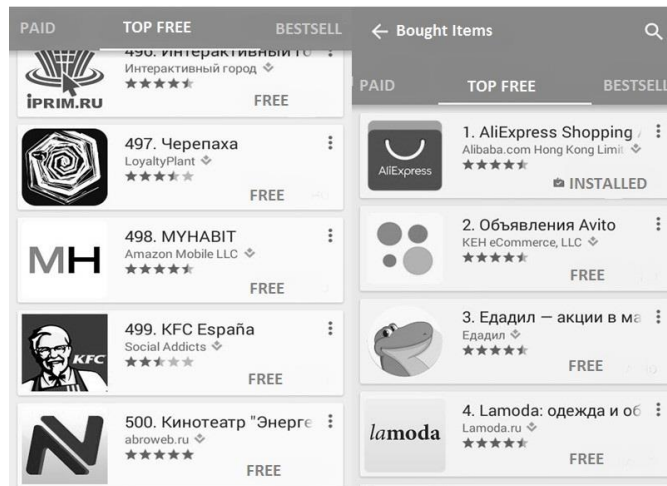 PAID TOP FREE BESTSELL
496. Интерактивный го
Интерактивный город
FREE
iPRIM.RU
497. Черепаха
LoyaltyPlant
FREE
498. MYHABIT
Amazon Mobile LLC
FREE
MH
499. KFC España
Social Addicts
FREE
KFC
500. Кинотеатр "Энерге
abroweb.ru
FREE
Bought Items
PAID TOP FREE BESTSELL
1. AliExpress Shopping
Alibaba.com Hong Kong Limit
INSTALLED
AliExpress
2. Объявления Avito
KEH eCommerce, LLC
FREE
3. Едадил — акции в ма
Едадил
FREE
4. Lamoda: одежда и об
Lamoda.ru
FREE
lamoda